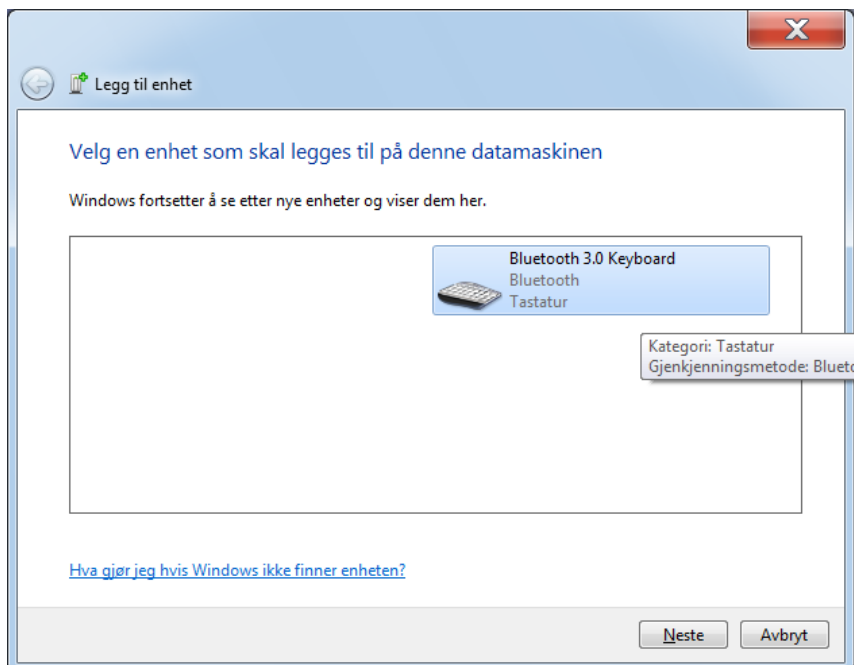 Legg til enhet
Velg en enhet som skal legges til på denne datamaskinen
Windows fortsetter å se etter nye enheter og viser dem her.
Bluetooth 3.0 Keyboard
Bluetooth
Tastatur
Kategori: Tastatur
Gjenkjenningsmetode:
Hva gjør jeg hvis Windows ikke finner enheten?
Neste
Avbryt